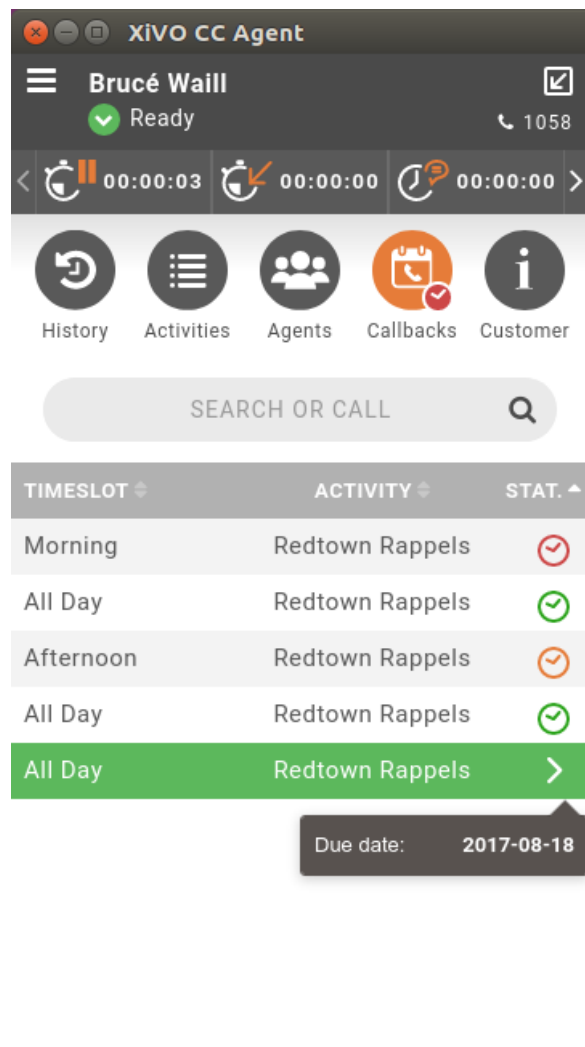 XiVO CC Agent
Brucé Waill
Ready
1058
00:00:03 00:00:00 00:00:00
History Activities Agents Callbacks Customer
SEARCH OR CALL
TIMESLOT ACTIVITY STAT.
Morning Redtown Rappels
All Day Redtown Rappels
Afternoon Redtown Rappels
All Day Redtown Rappels
All Day Redtown Rappels
Due date: 2017-08-18